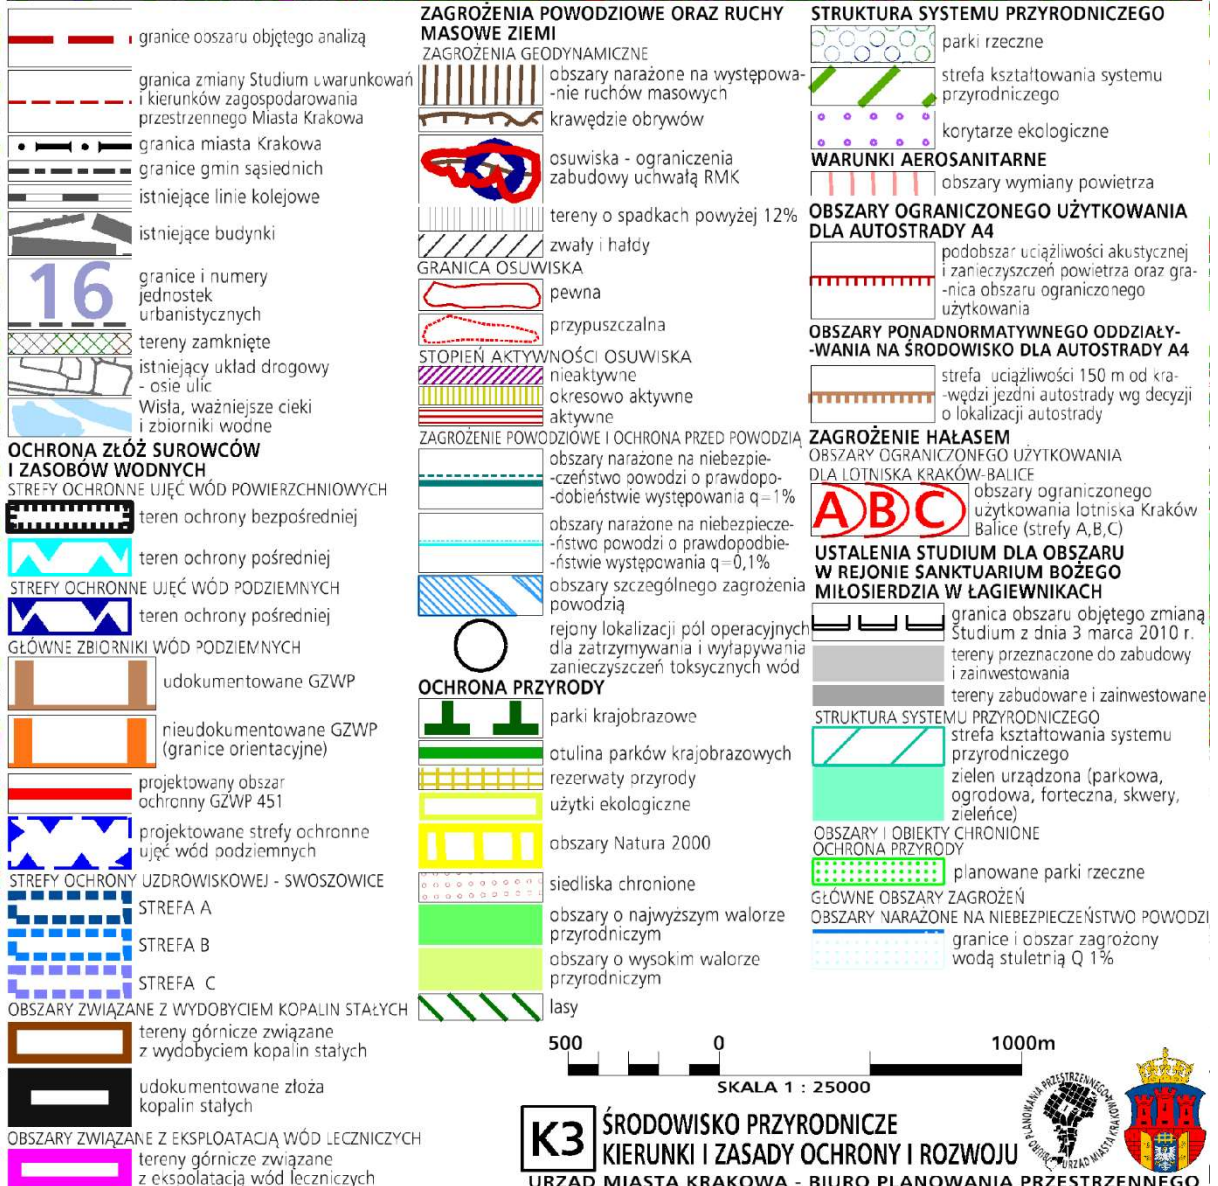 granice obszaru objętego analizą
granica zmiany Studium uwarunkowań
i kierunków zagospodarowania
przestrzennego Miasta Krakowa
granica miasta Krakowa
granice gmin sąsiednich
istniejące linie kolejowe
istniejące budynki
16
granice i numery
jednostek
urbanistycznych
tereny zamknięte
istniejący układ drogowy
- osie ulic
Wisła, ważniejsze cieki
i zbiorniki wodne
OCHRONA ZŁÓŻ SUROWCÓW
I ZASOBÓW WODNYCH
STREFY OCHRONNE UJĘĆ WÓD POWIERZCHNIOWYCH
teren ochrony bezpośredniej
teren ochrony pośredniej
STREFY OCHRONNE UJĘĆ WÓD PODZIEMNYCH
teren ochrony pośredniej
GŁÓWNE ZBIORNIKI WÓD PODZIEMNYCH
udokumentowane GZWP
nieudokumentowane GZWP
(granice orientacyjne)
projektowany obszar
ochronny GZWP 451
projektowane strefy ochronne
ujęć wód podziemnych
STREFY OCHRONY UZDROWISKOWEJ - SWOSZOWICE
STREFA A
STREFA B
STREFA C
OBSZARY ZWIĄZANE Z WYDOBYCIEM KOPALIN STAŁYCH
tereny górnicze związane
z wydobyciem kopalin stałych
udokumentowane złoża
kopalin stałych
OBSZARY ZWIĄZANE Z EKSPLOATACJĄ WÓD LECZNICZYCH
tereny górnicze związane
z ekspolatacją wód leczniczych
ZAGROŻENIA POWODZIOWE ORAZ RUCHY
MASOWE ZIEMI
ZAGROŻENIA GEODYNAMICZNE
obszary narażone na występowa-
-nie ruchów masowych
krawędzie obrywów
osuwiska - ograniczenia
zabudowy uchwałą RMK
tereny o spadkach powyżej 12%
zwały i hałdy
GRANICA OSUWISKA
pewna
przypuszczalna
STOPIEŃ AKTYWNOŚCI OSUWISKA
nieaktywne
okresowo aktywne
aktywne
ZAGROŻENIE POWODZIOWE I OCHRONA PRZED POWODZIĄ
obszary narażone na niebezpie-
-czeństwo powodzi o prawdopo-
-dobieństwie występowania q=1%
obszary narażone na niebezpiecze-
-ństwo powodzi o prawdopodbie-
-ństwie występowania q=0,1%
obszary szczególnego zagrożenia
powodzią
rejony lokalizacji pól operacyjnych
dla zatrzymywania i wyłapywania
zanieczyszczeń toksycznych wód
OCHRONA PRZYRODY
parki krajobrazowe
otulina parków krajobrazowych
rezerwaty przyrody
użytki ekologiczne
obszary Natura 2000
siedliska chronione
obszary o najwyższym walorze
przyrodniczym
obszary o wysokim walorze
przyrodniczym
lasy
STRUKTURA SYSTEMU PRZYRODNICZEGO
parki rzeczne
strefa kształtowania systemu
przyrodniczego
korytarze ekologiczne
WARUNKI AEROSANITARNE
obszary wymiany powietrza
OBSZARY OGRANICZONEGO UŻYTKOWANIA
DLA AUTOSTRADY A4
podobszar uciążliwości akustycznej
i zanieczyszczeń powietrza oraz gra-
-nica obszaru ograniczonego
użytkowania
OBSZARY PONADNORMATYWNEGO ODDZIAŁY-
-WANIA NA ŚRODOWISKO DLA AUTOSTRADY A4
strefa uciążliwości 150 m od kra-
-wędzi jezdni autostrady wg decyzji
o lokalizacji autostrady
ZAGROŻENIE HAŁASEM
OBSZARY OGRANICZONEGO UŻYTKOWANIA
DLA LOTNISKA KRAKÓW-BALICE
A B C
obszary ograniczonego
użytkowania lotniska Kraków
Balice (strefy A,B,C)
USTALENIA STUDIUM DLA OBSZARU
W REJONIE SANKTUARIUM BOŻEGO
MIŁOSIERDZIA W ŁAGIEWNIKACH
granica obszaru objętego zmianą
Studium z dnia 3 marca 2010 r.
tereny przeznaczone do zabudowy
i zainwestowania
tereny zabudowane i zainwestowane
STRUKTURA SYSTEMU PRZYRODNICZEGO
strefa kształtowania systemu
przyrodniczego
zielen urządzona (parkowa,
ogrodowa, forteczna, skwery,
zieleńce)
OBSZARY I OBIEKTY CHRONIONE
OCHRONA PRZYRODY
planowane parki rzeczne
GŁÓWNE OBSZARY ZAGROŻEŃ
OBSZARY NARAŻONE NA NIEBEZPIECZEŃSTWO POWODZI
granice i obszar zagrożony
wodą stuletnią Q 1%
500 0 1000m
SKALA 1 : 25000
K3
ŚRODOWISKO PRZYRODNICZE
KIERUNKI I ZASADY OCHRONY I ROZWOJU
BIURO PLANOWANIA PRZESTRZENNEGO
URZĄD MIASTA KRAKOWA
URZĄD MIASTA KRAKOWA - BIURO PLANOWANIA PRZESTRZENNEGO